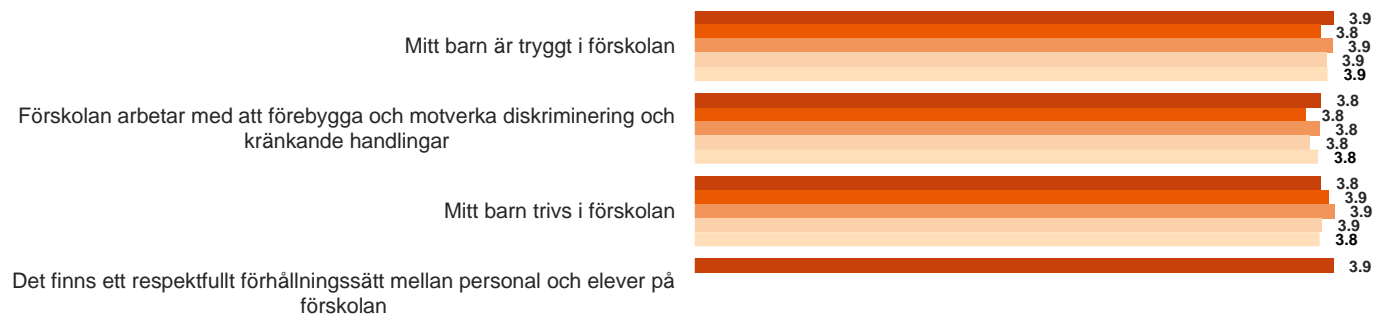 3.9
3.8
Mitt barn är tryggt i förskolan
3.9
3.9
3.9
Förskolan arbetar med att förebygga och motverka diskriminering och
kränkande handlingar
3.8
3.8
3.8
3.8
3.8
Mitt barn trivs i förskolan
3.8
3.9
3.9
3.9
3.8
Det finns ett respektfullt förhållningssätt mellan personal och elever på
förskolan
3.9